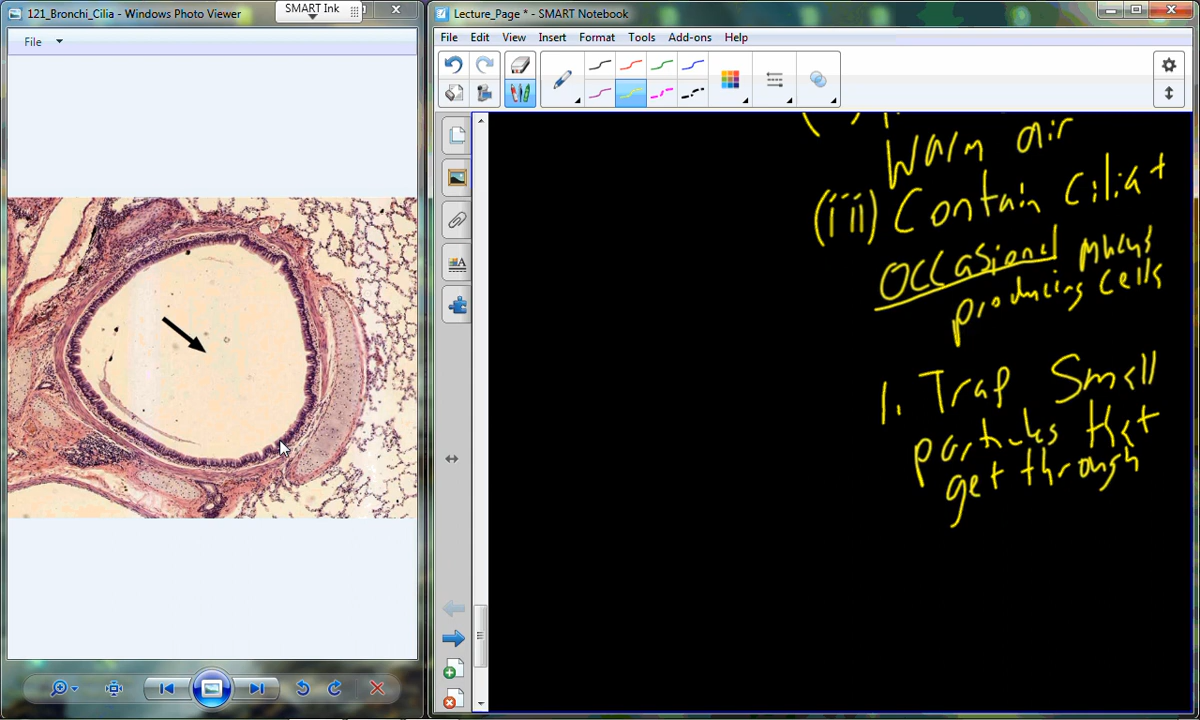 121_Bronchi_Cilia - Windows Photo Viewer
SMART Ink
File
Lecture_Page * - SMART Notebook
File Edit View Insert Format Tools Add-ons Help
Warm air
(iii) Contain Cilia +
Occasional mucus
producing cells
1. Trap Small
particles that
get through